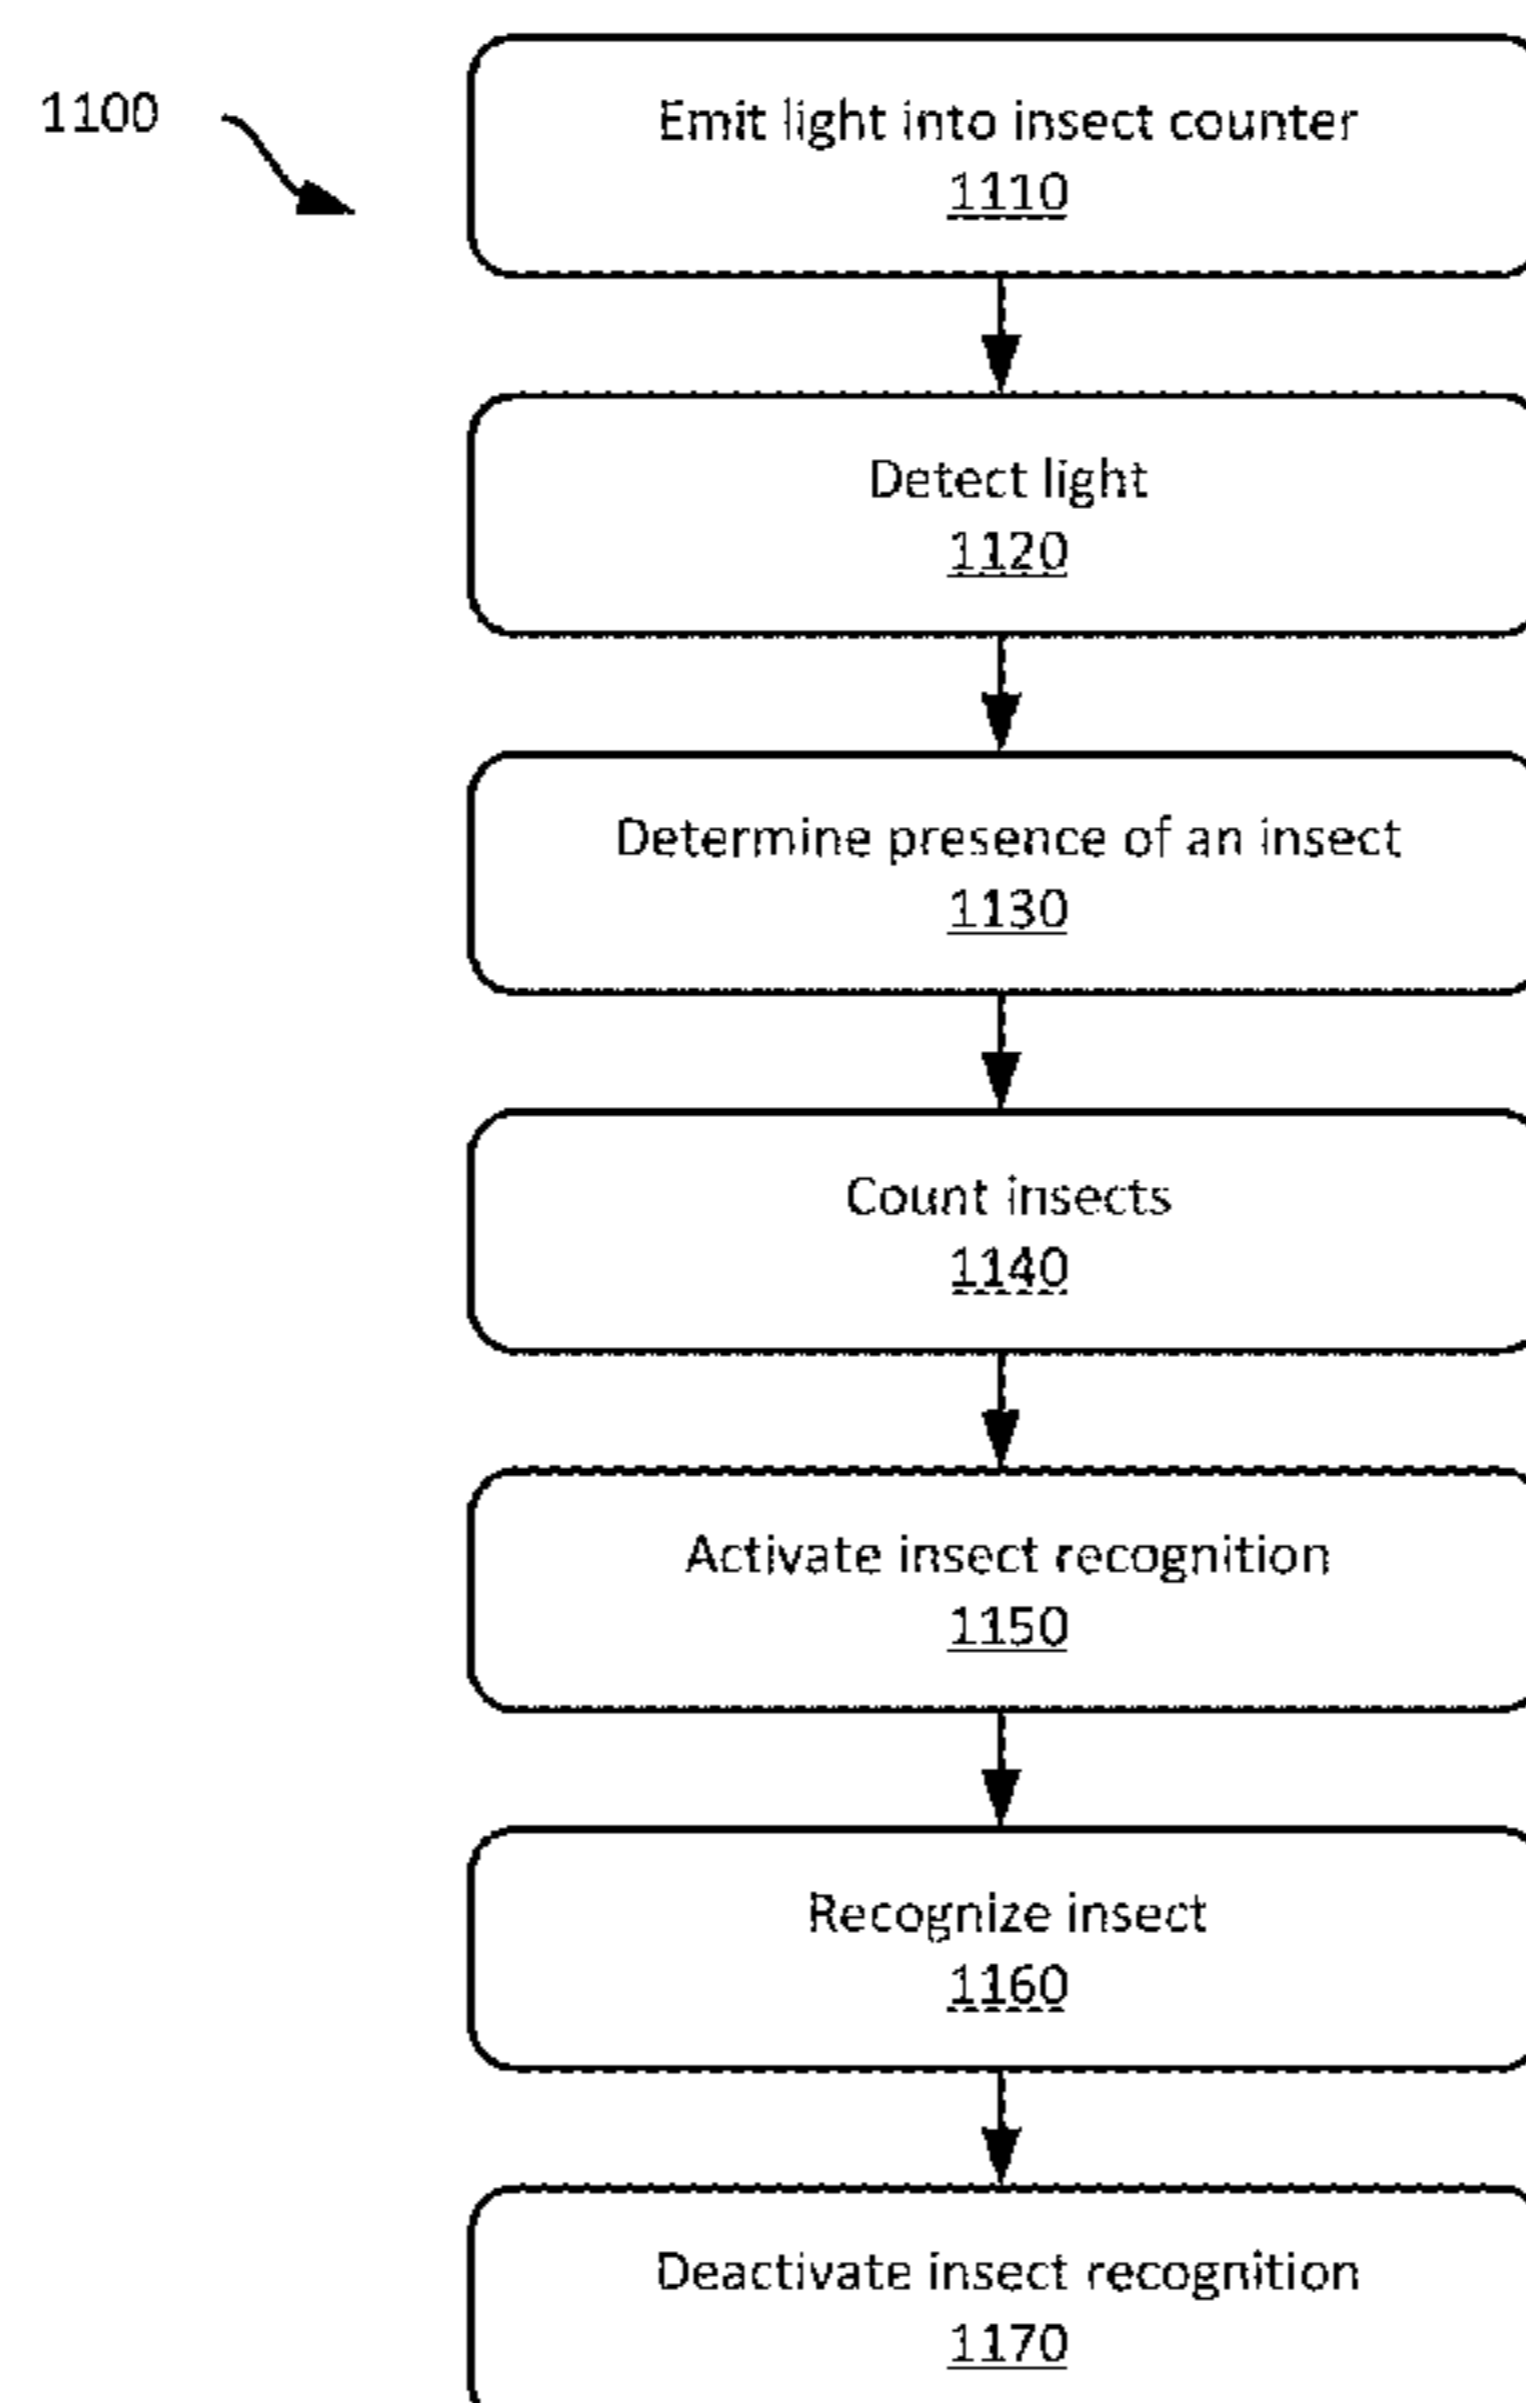 1100
Emit light into insect counter
1110
Detect light
1120
Determine presence of an insect
1130
Count insects
1140
Activate insect recognition
1150
Recognize insect
1160
Deactivate insect recognition
1170